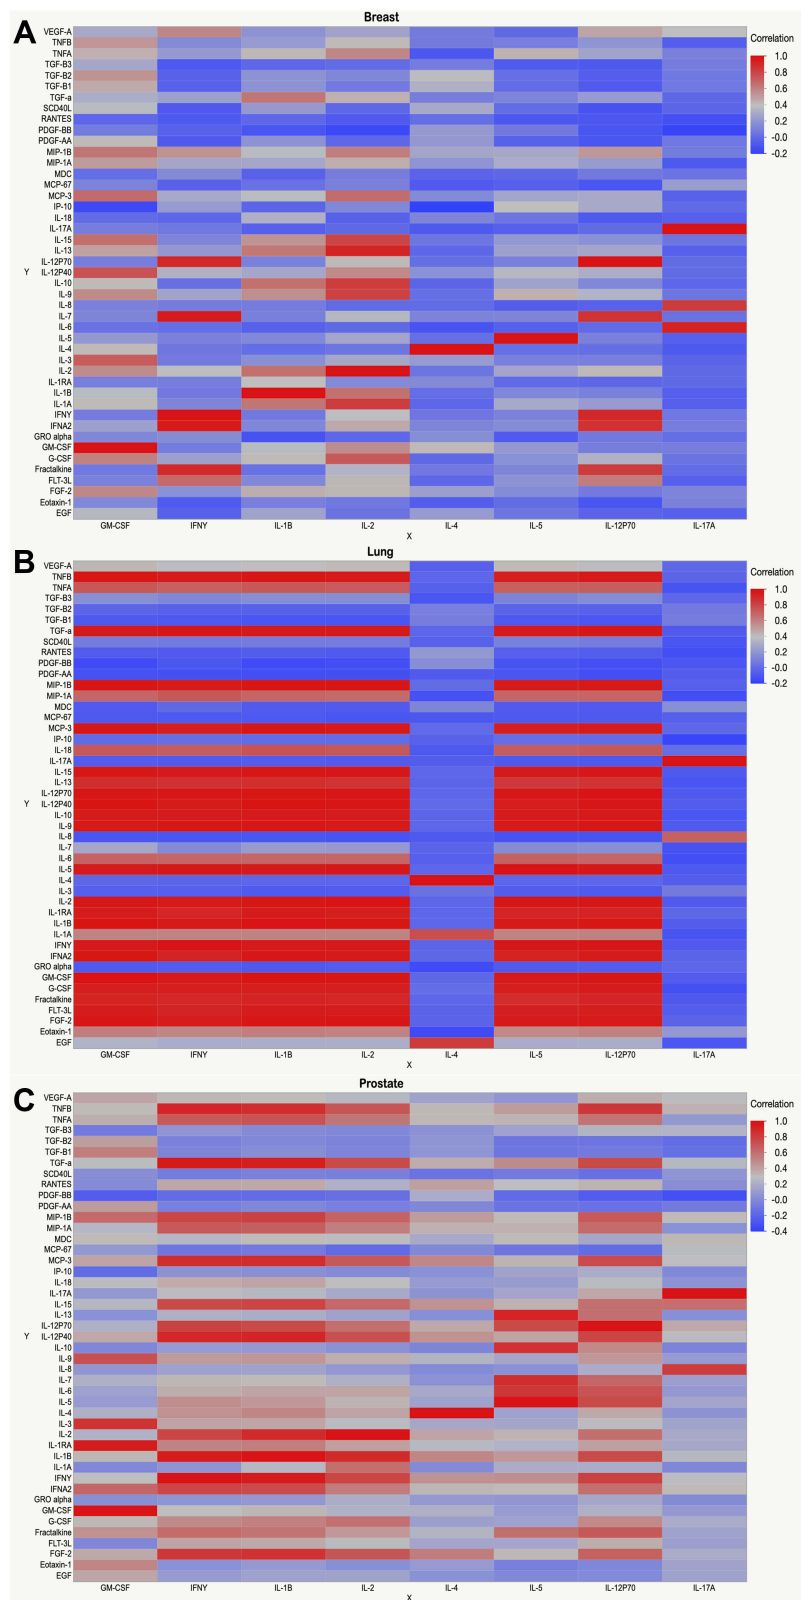 A
Breast
VEGF-A
TNFB
TNFA
TGF-B3
TGF-B2
TGF-B1
TGF-a
SCD40L
RANTES
PDGF-BB
PDGF-AA
MIP-1B
MIP-1A
MDC
MCP-67
MCP-3
IP-10
IL-18
IL-17A
IL-15
IL-13
IL-12P70
Y IL-12P40
IL-10
IL-9
IL-8
IL-7
IL-6
IL-5
IL-4
IL-3
IL-2
IL-1RA
IL-1B
IL-1A
IFNY
IFNA2
GRO alpha
GM-CSF
G-CSF
Fractalkine
FLT-3L
FGF-2
Eotaxin-1
EGF
GM-CSF IFNY IL-1B IL-2 IL-4 IL-5 IL-12P70 IL-17A
X
Correlation
1.0
0.8
0.6
0.4
0.2
0.0
-0.2
B
Lung
VEGF-A
TNFB
TNFA
TGF-B3
TGF-B2
TGF-B1
TGF-a
SCD40L
RANTES
PDGF-BB
PDGF-AA
MIP-1B
MIP-1A
MDC
MCP-67
MCP-3
IP-10
IL-18
IL-17A
IL-15
IL-13
IL-12P70
Y IL-12P40
IL-10
IL-9
IL-8
IL-7
IL-6
IL-5
IL-4
IL-3
IL-2
IL-1RA
IL-1B
IL-1A
IFNY
IFNA2
GRO alpha
GM-CSF
G-CSF
Fractalkine
FLT-3L
FGF-2
Eotaxin-1
EGF
GM-CSF IFNY IL-1B IL-2 IL-4 IL-5 IL-12P70 IL-17A
X
Correlation
1.0
0.8
0.6
0.4
0.2
0.0
-0.2
C
Prostate
VEGF-A
TNFB
TNFA
TGF-B3
TGF-B2
TGF-B1
TGF-a
SCD40L
RANTES
PDGF-BB
PDGF-AA
MIP-1B
MIP-1A
MDC
MCP-67
MCP-3
IP-10
IL-18
IL-17A
IL-15
IL-13
IL-12P70
Y IL-12P40
IL-10
IL-9
IL-8
IL-7
IL-6
IL-5
IL-4
IL-3
IL-2
IL-1RA
IL-1B
IL-1A
IFNY
IFNA2
GRO alpha
GM-CSF
G-CSF
Fractalkine
FLT-3L
FGF-2
Eotaxin-1
EGF
GM-CSF IFNY IL-1B IL-2 IL-4 IL-5 IL-12P70 IL-17A
X
Correlation
1.0
0.8
0.6
0.4
0.2
0.0
-0.2
-0.4